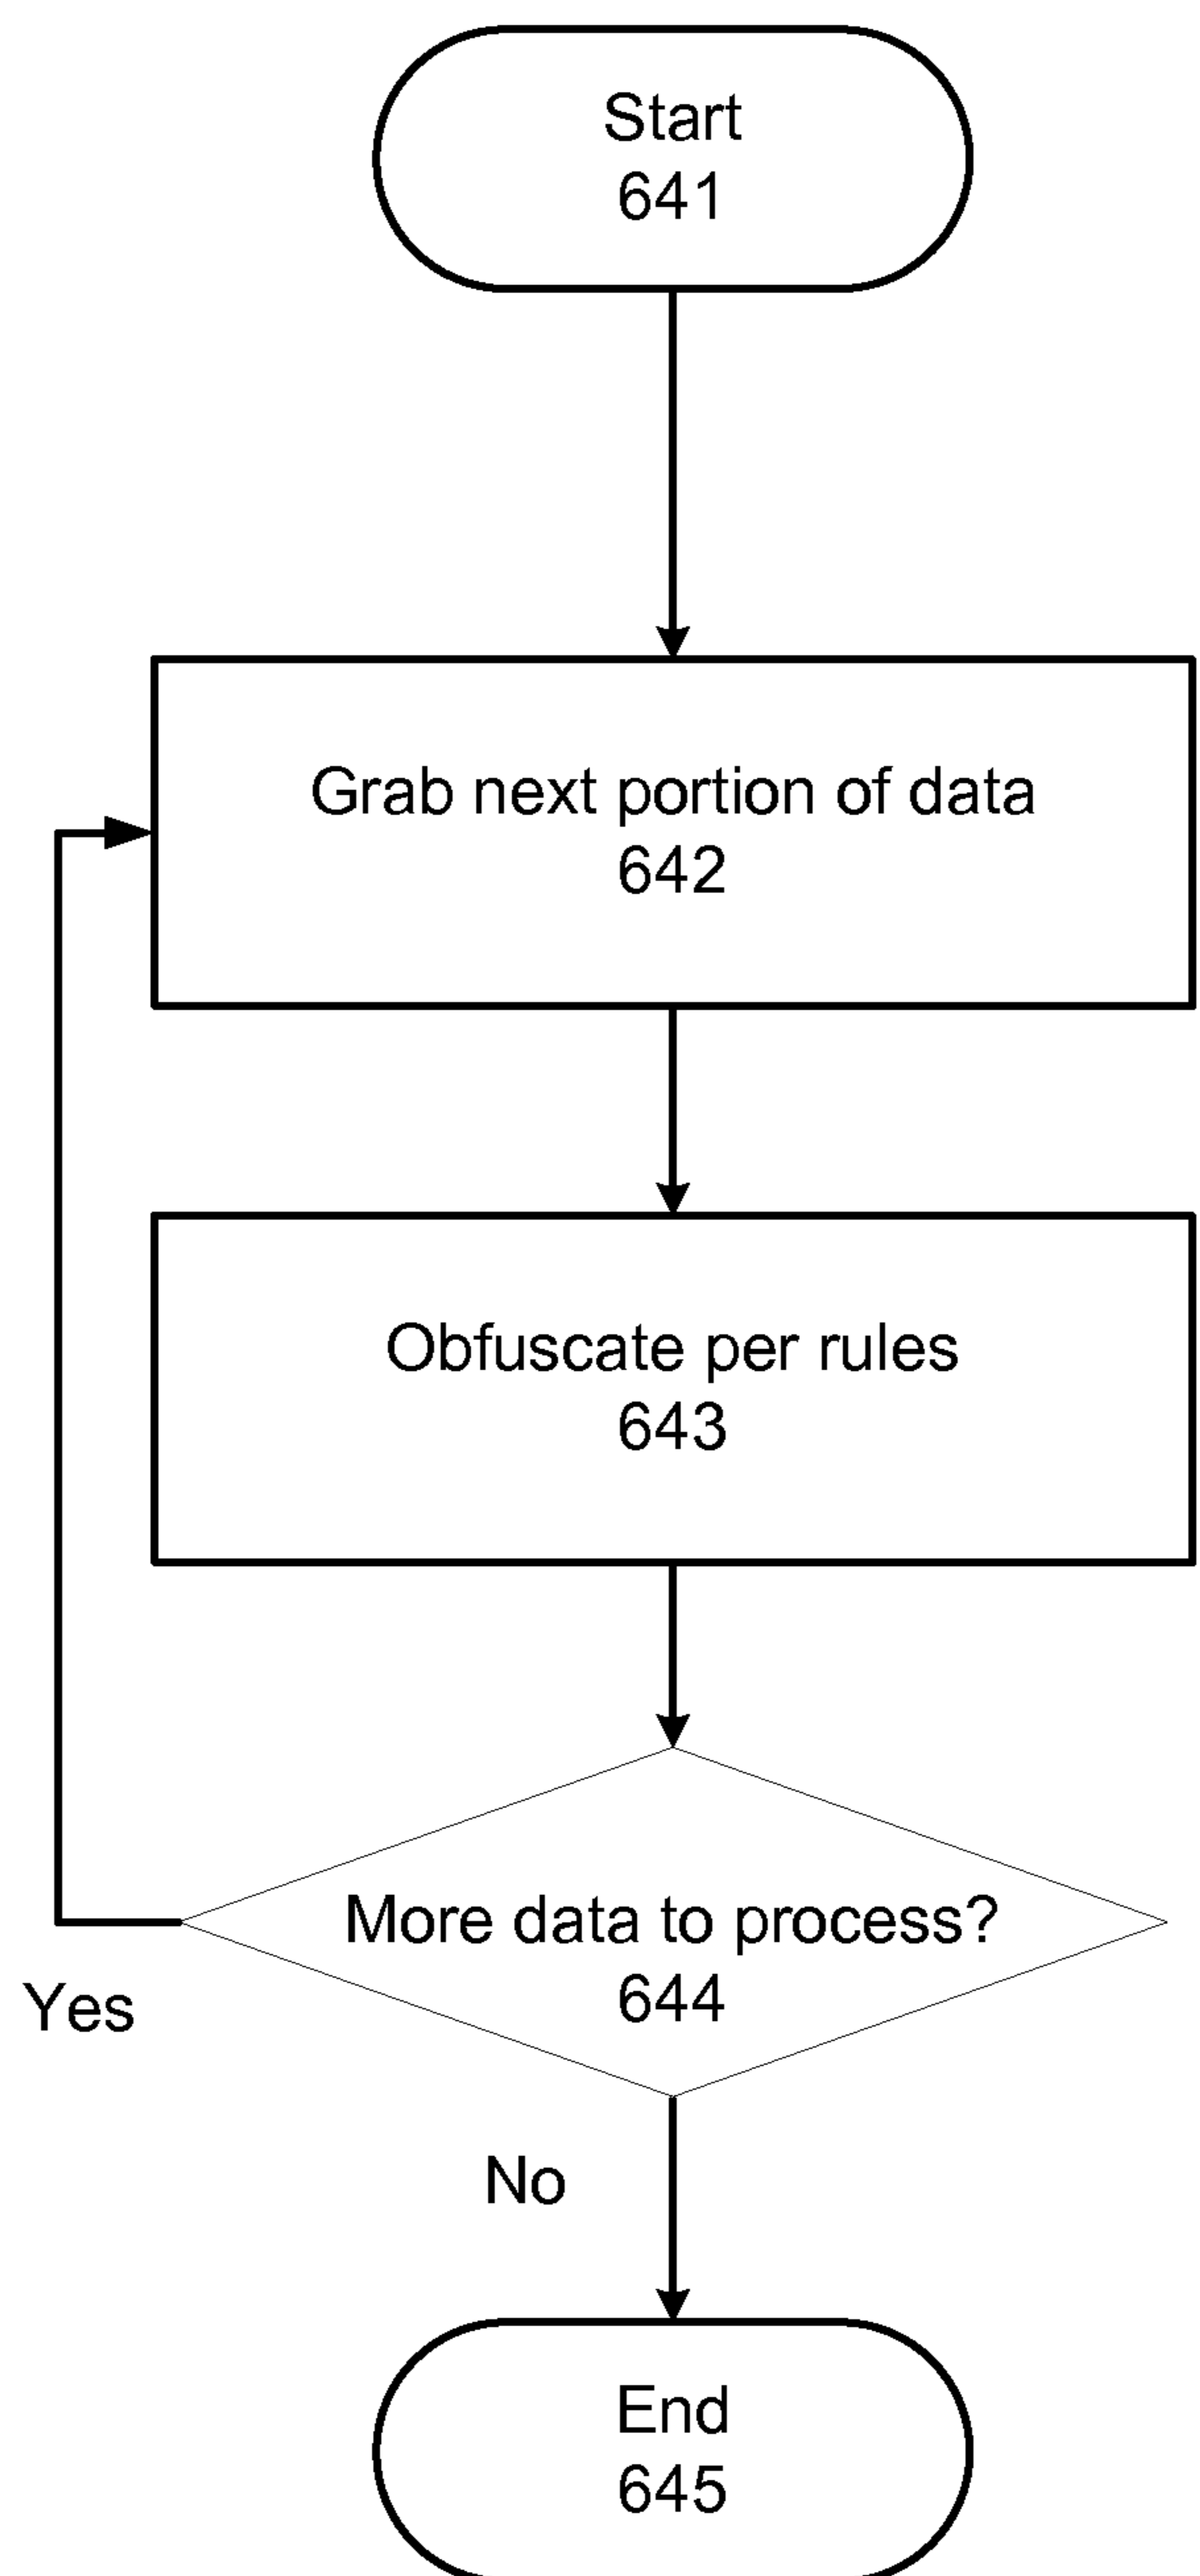 Start
641
Grab next portion of data
642
Obfuscate per rules
643
More data to process?
644
Yes
No
End
645